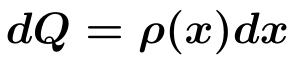 dQ = ρ(x)dx